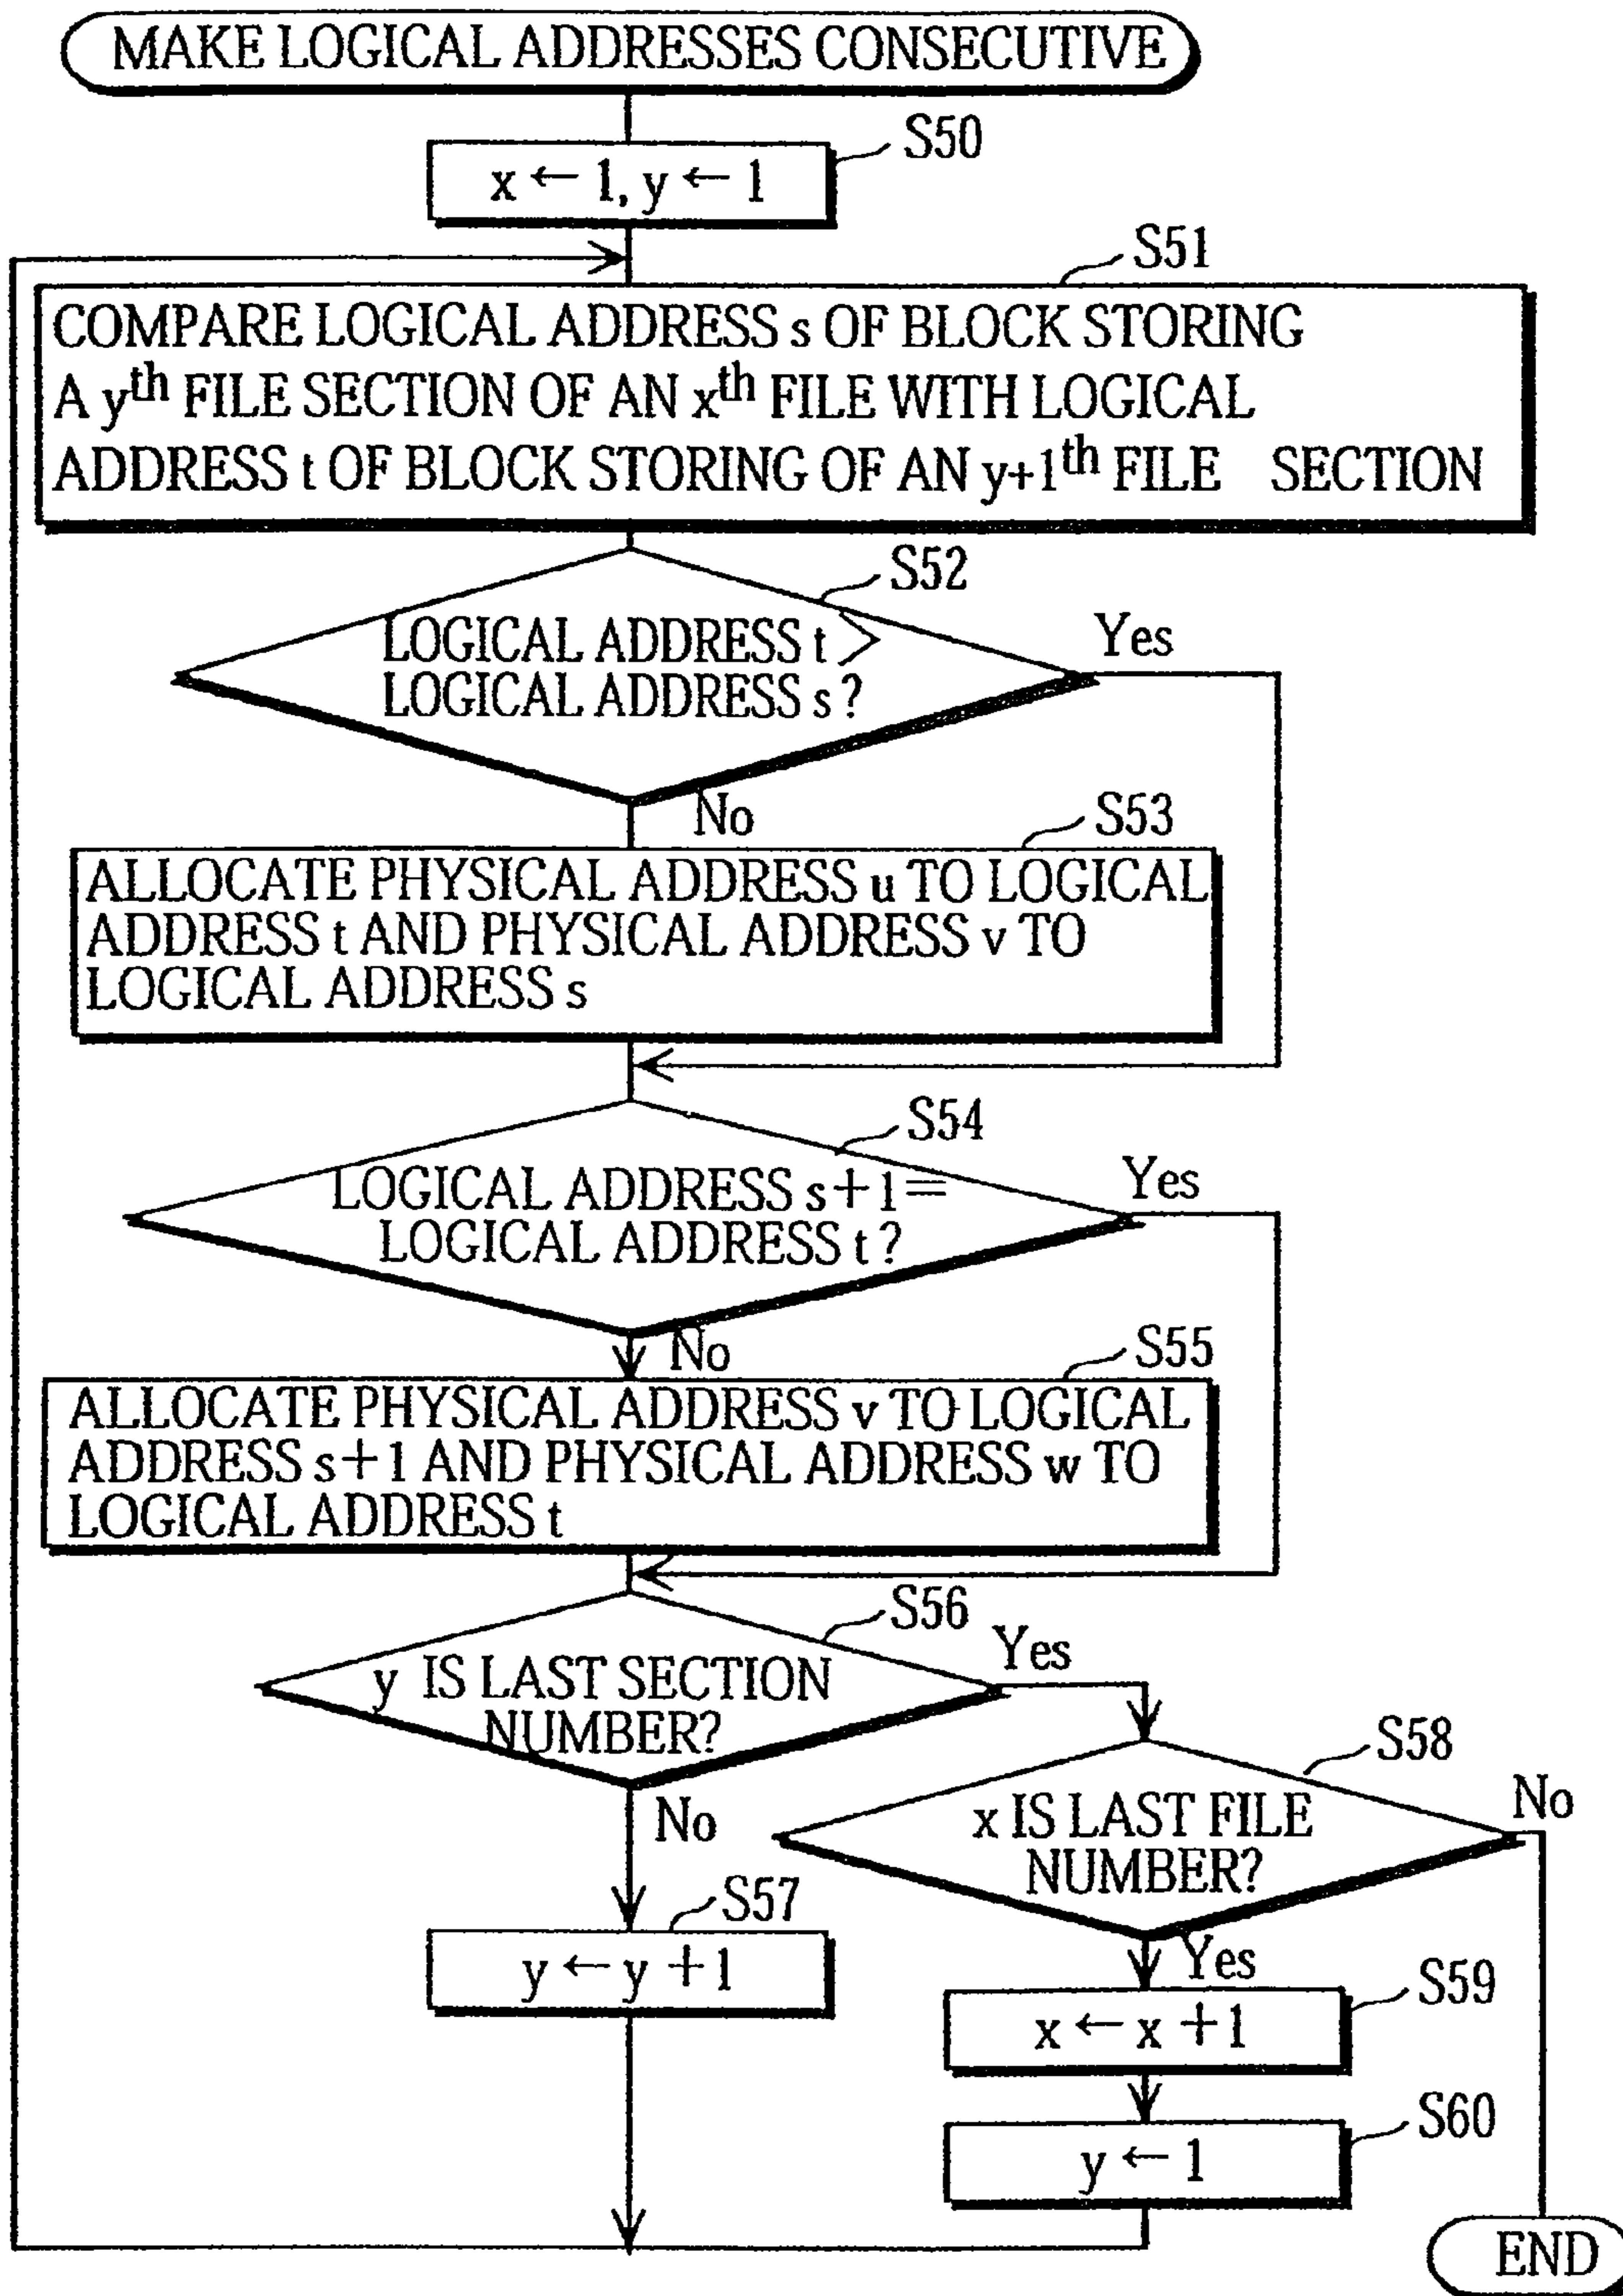 MAKE LOGICAL ADDRESSES CONSECUTIVE
S50
x ← 1, y ← 1
S51
COMPARE LOGICAL ADDRESS s OF BLOCK STORING
A yth FILE SECTION OF AN xth FILE WITH LOGICAL
ADDRESS t OF BLOCK STORING OF AN y+1th FILE SECTION
S52
LOGICAL ADDRESS t >
LOGICAL ADDRESS s?
Yes
No
S53
ALLOCATE PHYSICAL ADDRESS u TO LOGICAL
ADDRESS t AND PHYSICAL ADDRESS v TO
LOGICAL ADDRESS s
S54
LOGICAL ADDRESS s+1=
LOGICAL ADDRESS t?
Yes
No
S55
ALLOCATE PHYSICAL ADDRESS v TO LOGICAL
ADDRESS s+1 AND PHYSICAL ADDRESS w TO
LOGICAL ADDRESS t
S56
y IS LAST SECTION
NUMBER?
Yes
No
S58
x IS LAST FILE
NUMBER?
No
Yes
S57
y ← y +1
S59
x ← x +1
S60
y ← 1
END